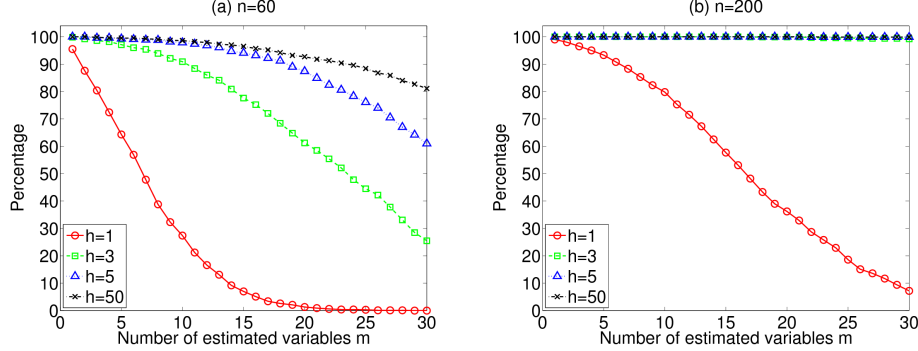 (a) n=60
100
90
80
70
60
50
40
30
20
10
0
Percentage
h=1
h=3
h=5
h=50
0 5 10 15 20 25 30
Number of estimated variables m
(b) n=200
100
90
80
70
60
50
40
30
20
10
0
Percentage
h=1
h=3
h=5
h=50
0 5 10 15 20 25 30
Number of estimated variables m